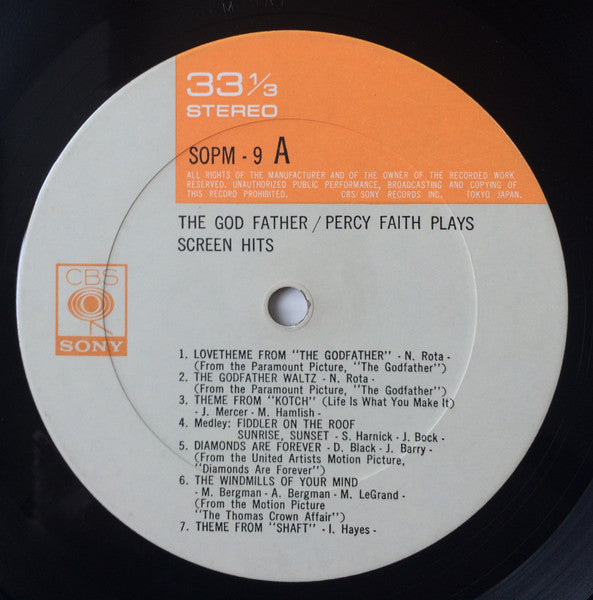 33 1/3
STEREO
SOPM - 9 A
ALL RIGHTS OF THE MANUFACTURER AND OF THE OWNER OF THE RECORDED WORK
RESERVED. UNAUTHORIZED PUBLIC PERFORMANCE, BROADCASTING AND COPYING OF
THIS RECORD PROHIBITED. CBS/SONY RECORDS INC. TOKYO JAPAN.
THE GOD FATHER / PERCY FAITH PLAYS
SCREEN HITS
CBS
SONY
1. LOVETHEME FROM "THE GODFATHER" - N. Rota -
(From the Paramount Picture, "The Godfather")
2. THE GODFATHER WALTZ - N. Rota -
(From the Paramount Picture, "The Godfather")
3. THEME FROM "KOTCH" (Life Is What You Make It)
- J. Mercer - M. Hamlish -
4. Medley: FIDDLER ON THE ROOF
SUNRISE, SUNSET - S. Harnick - J. Bock -
5. DIAMONDS ARE FOREVER - D. Black - J. Barry -
(From the United Artists Motion Picture,
"Diamonds Are Forever")
6. THE WINDMILLS OF YOUR MIND
- M. Bergman - A. Bergman - M. LeGrand -
(From the Motion Picture
"The Thomas Crown Affair")
7. THEME FROM "SHAFT" - I. Hayes -